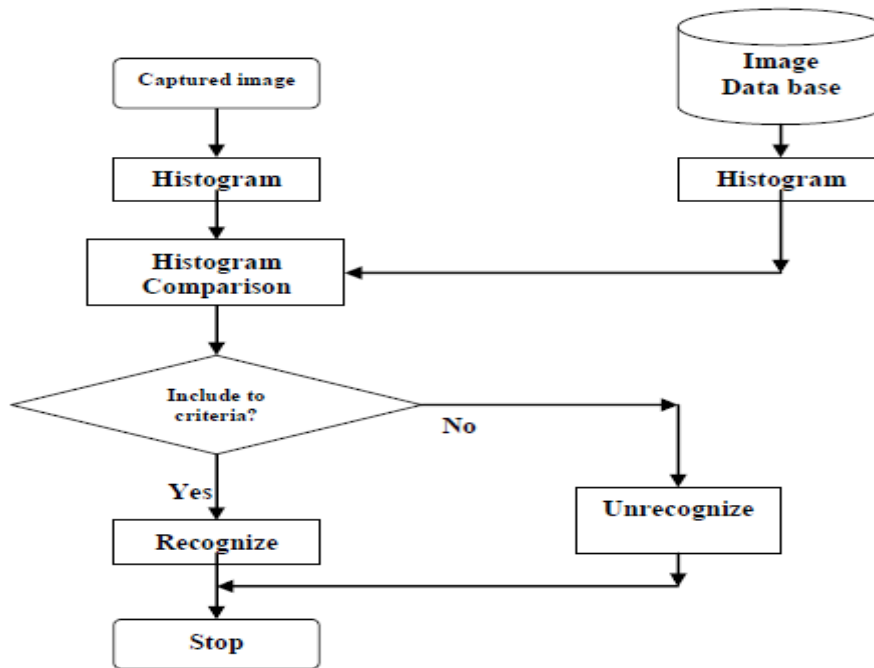 Captured image
Image
Data base
Histogram
Histogram
Histogram
Comparison
Include to
criteria?
No
Yes
Unrecognize
Recognize
Stop